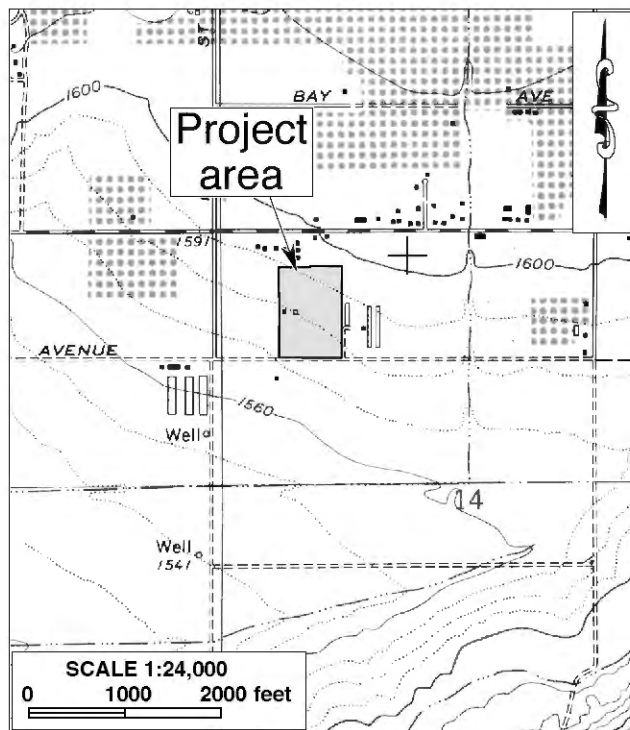 ST
1600
BAY AVE
Project
area
1591
1600
AVENUE
1560
Well
14
Well
1541
SCALE 1:24,000
0 1000 2000 feet